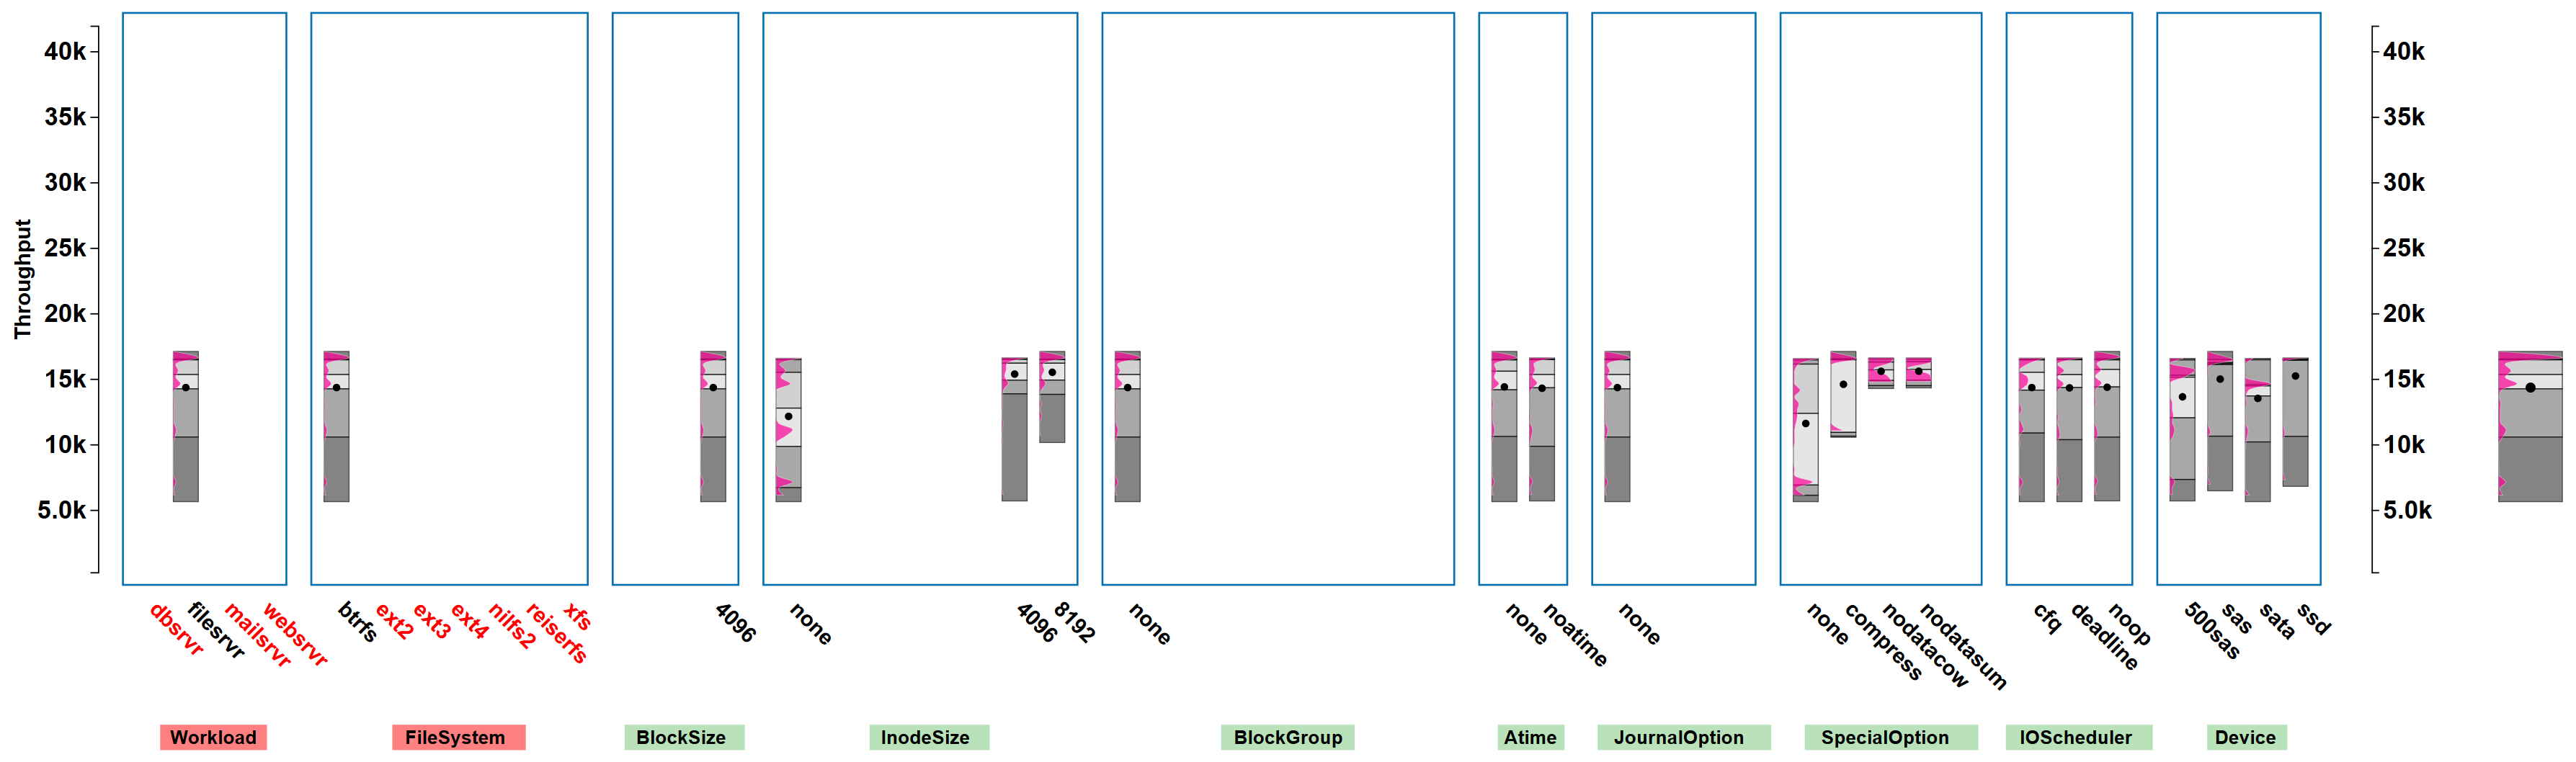 40k
35k
30k
25k
20k
15k
10k
5.0k
Throughput
40k
35k
30k
25k
20k
15k
10k
5.0k
dbsrvr
filesrvr
mailsrvr
websrvr
btrfs
ext2
ext3
ext4
nilfs2
reiserfs
xfs
4096
none
4096
8192
none
none
noatime
none
none
compress
nodatacow
nodatasum
cfq
deadline
noop
500sas
sas
sata
ssd
Workload
FileSystem
BlockSize
InodeSize
BlockGroup
Atime
JournalOption
SpecialOption
IOScheduler
Device